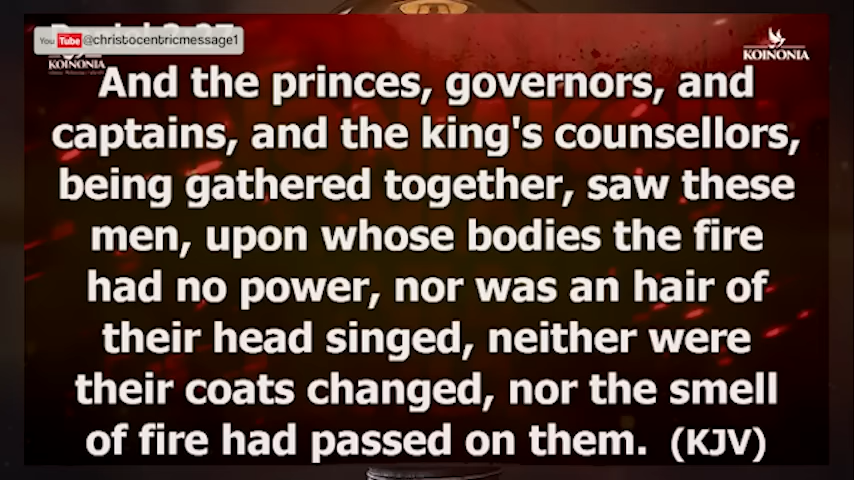 You Tube @christocentricmessage1
KOINONIA
KOINONIA
And the princes, governors, and
captains, and the king's counsellors,
being gathered together, saw these
men, upon whose bodies the fire
had no power, nor was an hair of
their head singed, neither were
their coats changed, nor the smell
of fire had passed on them. (KJV)